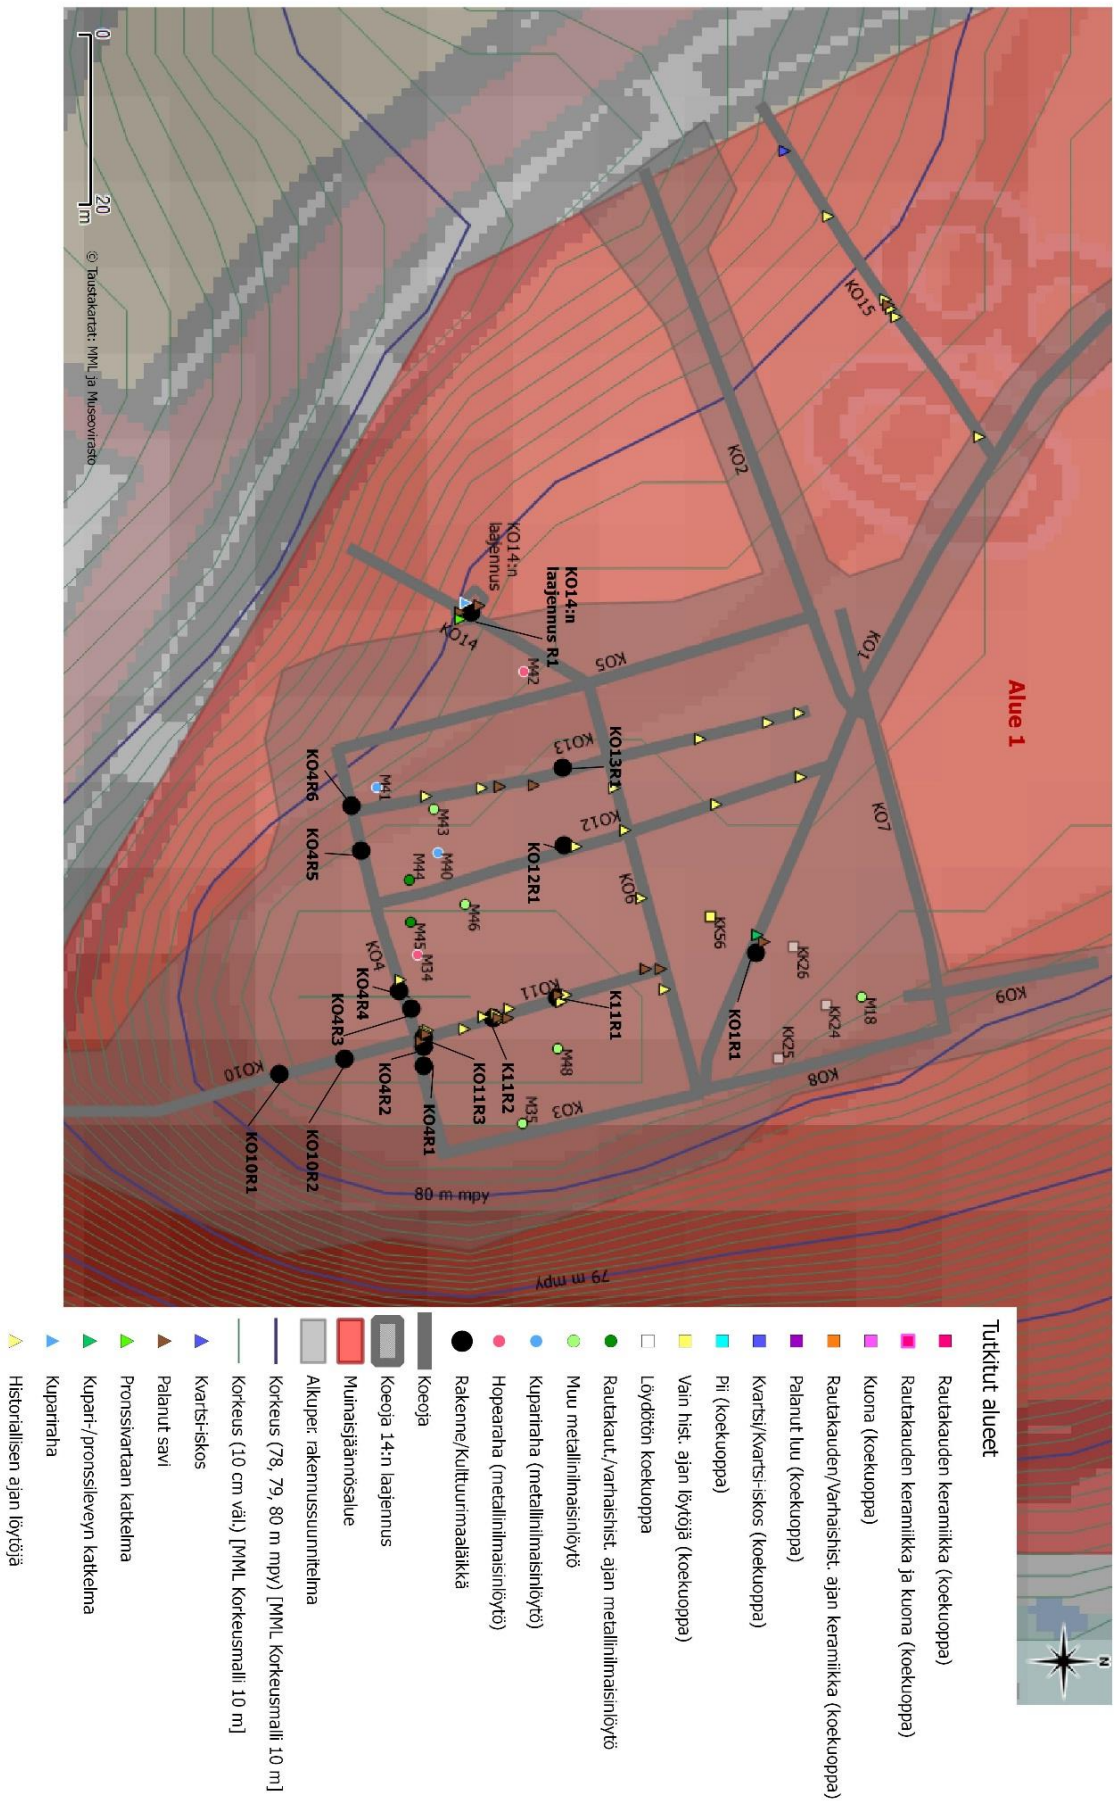 Tutkitut alueet
Rautakauden keramiikka (koekuoppa)
Rautakauden keramiikka ja kuona (koekuoppa)
Kuona (koekuoppa)
Rautakauden/Varhaishist. ajan keramiikka (koekuoppa)
Palanut luu (koekuoppa)
Kvartsi/Kvartsi-iskos (koekuoppa)
Pii (koekuoppa)
Vain hist. ajan löytöjä (koekuoppa)
Löydötön koekuoppa
Rautakaut./varhaishist. ajan metallinilmaisinlöytö
Muu metallinilmaisinlöytö
Kupariraha (metallinilmaisinlöytö)
Hopearaha (metallinilmaisinlöytö)
Rakenne/Kulttuurimaaläikkä
Koeoja
Koeoja 14:n laajennus
Muinaisjäännösalue
Alkuper. rakennussuunnitelma
Korkeus (78, 79, 80 m mpy) [MML Korkeusmalli 10 m]
Korkeus (10 cm väl.) [MML Korkeusmalli 10 m]
Kvartsi-iskos
Palanut savi
Pronssivartaan katkelma
Kupari-/pronssilevyn katkelma
Kupariraha
Historiallisen ajan löytöjä
N
Alue 1
KO15
KO2
KO1
KO7
KO9
KO8
KO5
KO13
KO12
KO6
KO11
KO3
KO4
KO10
KO14
KO14:n
laajennus
KO14:n
laajennus R1
KO13R1
KO12R1
KO1R1
K11R1
K11R2
KO11R3
KO4R1
KO4R2
KO4R3
KO4R4
KO4R5
KO4R6
KO10R1
KO10R2
M42
M41
M43
M40
M44
M46
M45
M34
M48
M35
M18
KK56
KK26
KK24
KK25
80 m mpy
79 m mpy
0
20
m
© Taustakartat: MML ja Museovirasto